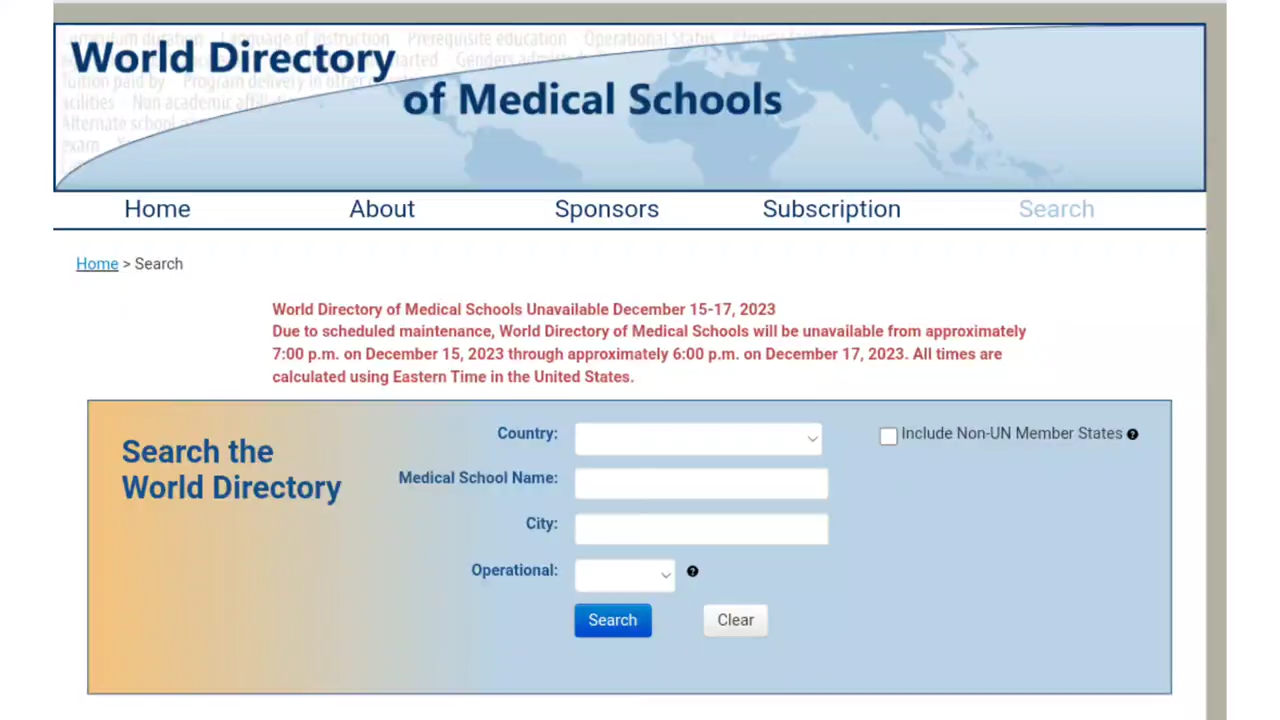 World Directory
of Medical Schools
Home About Sponsors Subscription Search
Home > Search
World Directory of Medical Schools Unavailable December 15-17, 2023
Due to scheduled maintenance, World Directory of Medical Schools will be unavailable from approximately
7:00 p.m. on December 15, 2023 through approximately 6:00 p.m. on December 17, 2023. All times are
calculated using Eastern Time in the United States.
Search the
World Directory
Country:
Include Non-UN Member States
Medical School Name:
City:
Operational:
Search Clear